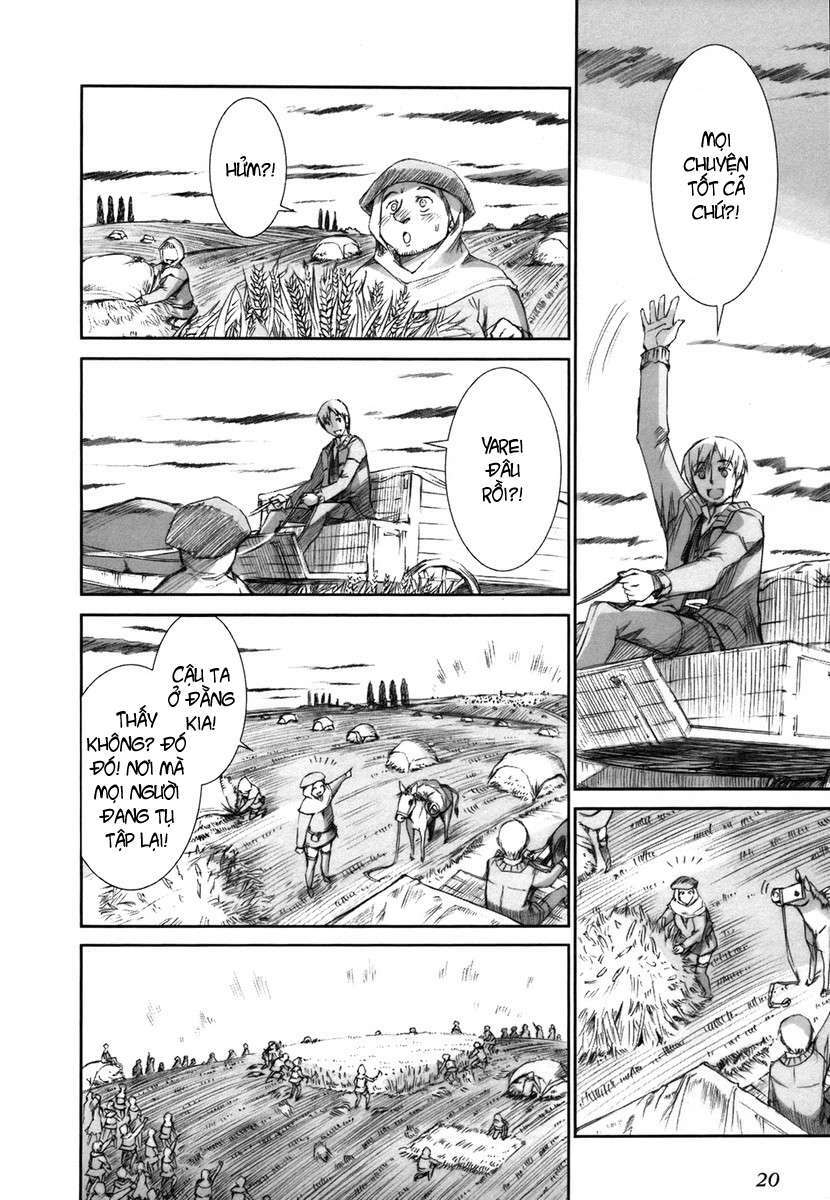 MỌI
CHUYỆN
TỐT CẢ
CHỨ?!
HỬM?!
YAREI
ĐÂU
RỒI?!
CẬU TA
Ở ĐẰNG
KIA!
THẤY
KHÔNG? ĐÓ
ĐÓ! NƠI MÀ
MỌI NGƯỜI
ĐANG TỤ
TẬP LẠI!
20